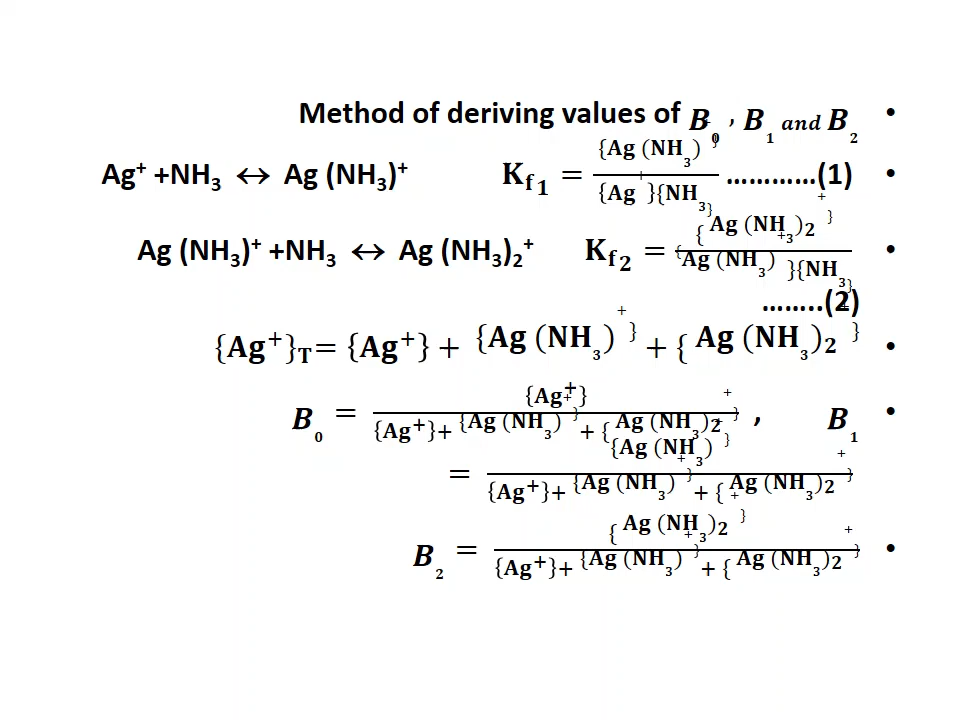 • Method of deriving values of B₀⁺ , B₁ and B₂
• Ag⁺ +NH₃ ↔ Ag (NH₃)⁺ K_f1 = {Ag (NH₃)⁺} / {Ag⁺}{NH₃} …………(1)
• Ag (NH₃)⁺ +NH₃ ↔ Ag (NH₃)₂⁺ K_f2 = {Ag (NH₃)₂⁺} / {Ag (NH₃)⁺}{NH₃}
……..(2)
• {Ag⁺}_T= {Ag⁺} + {Ag (NH₃)⁺} + {Ag (NH₃)₂⁺}
• B₀ = {Ag⁺} / {Ag⁺}+{Ag (NH₃)⁺}+{Ag (NH₃)₂⁺} , B₁
= {Ag (NH₃)⁺} / {Ag⁺}+{Ag (NH₃)⁺}+{Ag (NH₃)₂⁺}
• B₂ = {Ag (NH₃)₂⁺} / {Ag⁺}+{Ag (NH₃)⁺}+{Ag (NH₃)₂⁺}